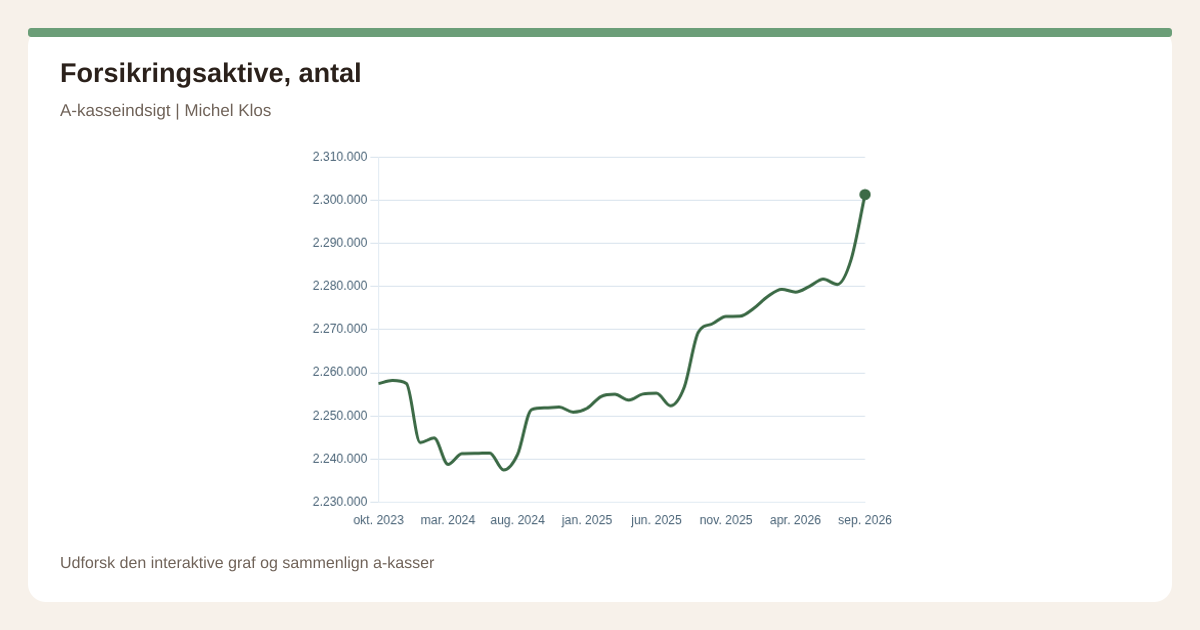 Forsikringsaktive, antal
A-kasseindsigt | Michel Klos
2.310.000
2.300.000
2.290.000
2.280.000
2.270.000
2.260.000
2.250.000
2.240.000
2.230.000
okt. 2023 mar. 2024 aug. 2024 jan. 2025 jun. 2025 nov. 2025 apr. 2026 sep. 2026
Udforsk den interaktive graf og sammenlign a-kasser